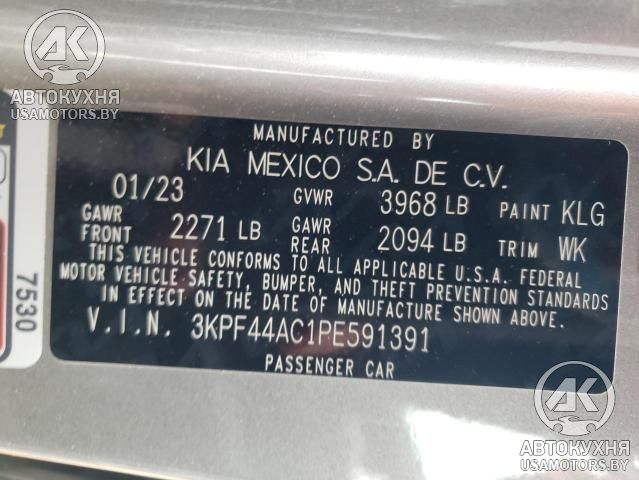 AK
АВТОКУХНЯ
USAMOTORS.BY
7530
MANUFACTURED BY
KIA MEXICO S.A. DE C.V.
01/23 GVWR 3968 LB PAINT KLG
GAWR FRONT 2271 LB GAWR REAR 2094 LB TRIM WK
THIS VEHICLE CONFORMS TO ALL APPLICABLE U.S.A. FEDERAL
MOTOR VEHICLE SAFETY, BUMPER, AND THEFT PREVENTION STANDARDS
IN EFFECT ON THE DATE OF MANUFACTURE SHOWN ABOVE.
V.I.N. 3KPF44AC1PE591391
PASSENGER CAR
AK
АВТОКУХНЯ
USAMOTORS.BY